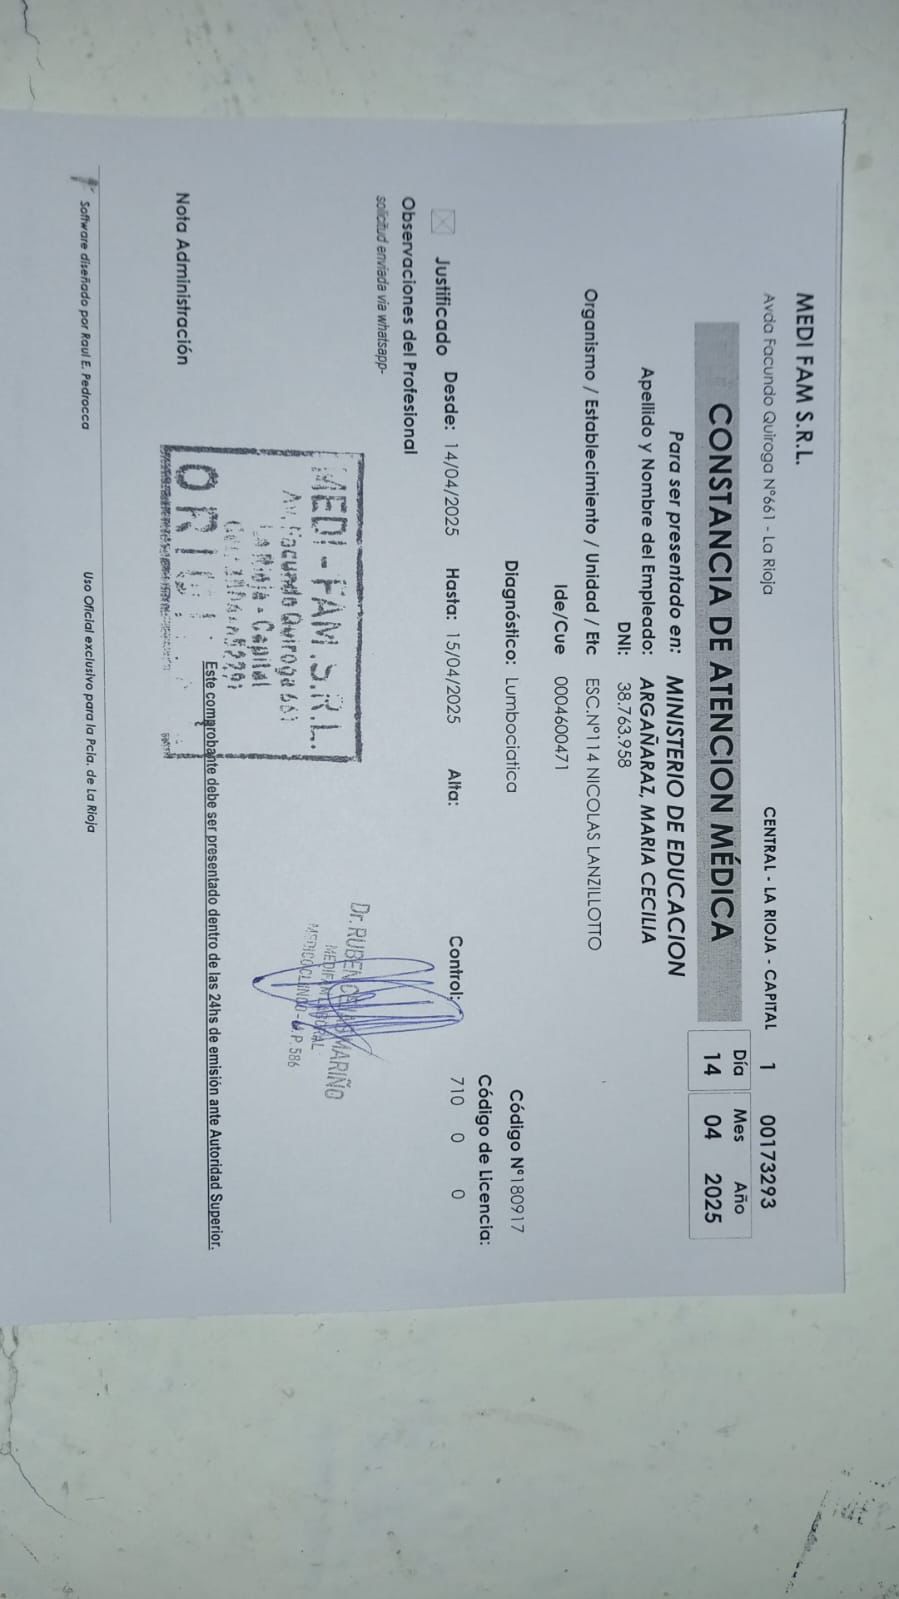 MEDI FAM S.R.L.
Avda Facundo Quiroga N°661 - La Rioja
CENTRAL - LA RIOJA - CAPITAL 1 00173293
CONSTANCIA DE ATENCION MÉDICA
Día Mes Año
14 04 2025
Para ser presentado en: MINISTERIO DE EDUCACION
Apellido y Nombre del Empleado: ARGAÑARAZ, MARIA CECILIA
DNI: 38.763.958
Organismo / Establecimiento / Unidad / Etc ESC.N°114 NICOLAS LANZILLOTTO
Ide/Cue 0004600471
Diagnóstico: Lumbociatica
Código N°180917
Código de Licencia:
Justificado Desde: 14/04/2025 Hasta: 15/04/2025 Alta: Control: 710 0 0
Observaciones del Profesional
solicitud enviada via whatsapp-
MEDI - FAM.S.R.L.
Av. Facundo Quiroga 661
La Rioja - Capital
Dr. RUBEN MARIÑO
MEDIFAM LABORAL
MEDICO CLINICO - M.P. 586
Este comprobante debe ser presentado dentro de las 24hs de emisión ante Autoridad Superior.
Nota Administración
Software diseñado por Raul E. Pedrocca
Uso Oficial exclusivo para la Pcia. de La Rioja